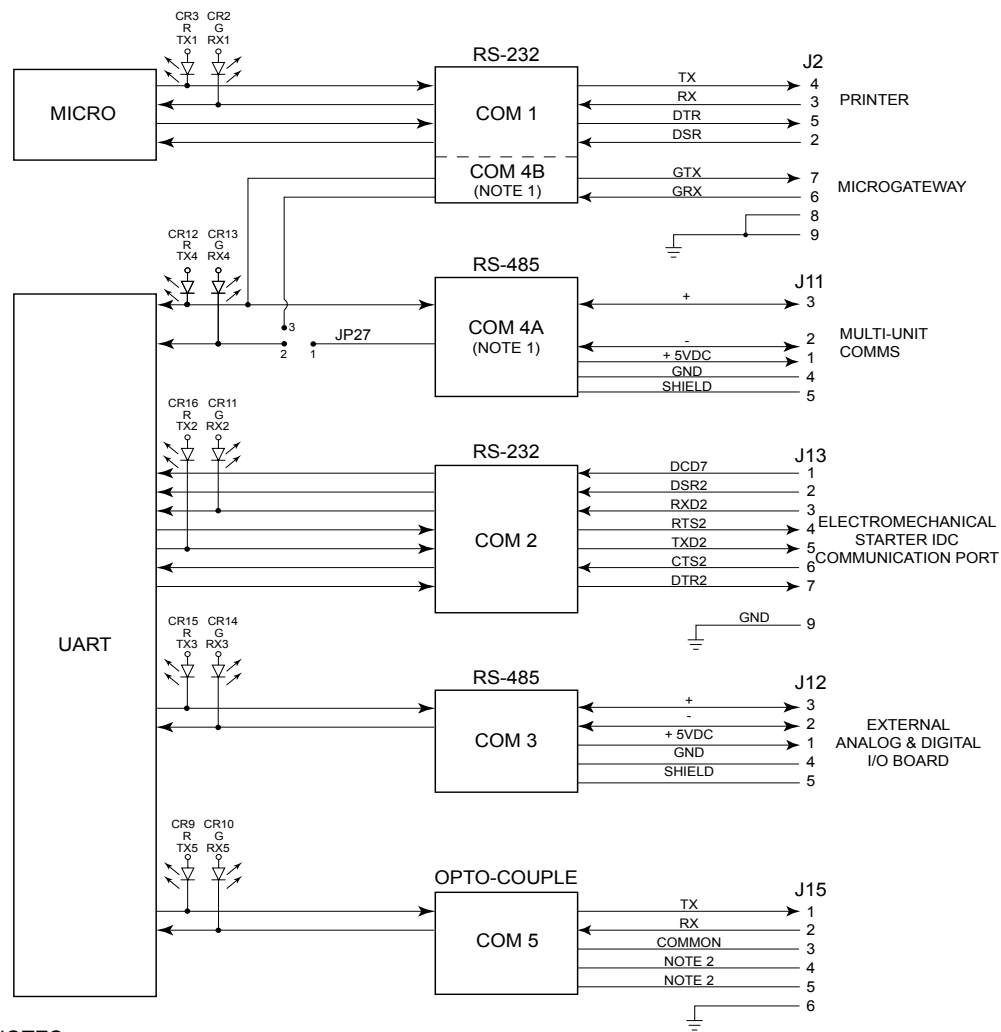 CR3 CR2
R G
TX1 RX1
RS-232
J2
MICRO
COM 1
TX 4
RX 3
DTR 5
DSR 2
PRINTER
COM 4B
(NOTE 1)
GTX 7
GRX 6
8
9
MICROGATEWAY
CR12 CR13
R G
TX4 RX4
RS-485
J11
COM 4A
(NOTE 1)
+ 3
- 2
+ 5VDC 1
GND 4
SHIELD 5
MULTI-UNIT
COMMS
3
2 1
JP27
CR16 CR11
R G
TX2 RX2
RS-232
J13
COM 2
DCD7 1
DSR2 2
RXD2 3
RTS2 4
TXD2 5
CTS2 6
DTR2 7
GND 9
ELECTROMECHANICAL
STARTER IDC
COMMUNICATION PORT
UART
CR15 CR14
R G
TX3 RX3
RS-485
J12
COM 3
+ 3
- 2
+ 5VDC 1
GND 4
SHIELD 5
EXTERNAL
ANALOG & DIGITAL
I/O BOARD
CR9 CR10
R G
TX5 RX5
OPTO-COUPLE
J15
COM 5
TX 1
RX 2
COMMON 3
NOTE 2 4
NOTE 2 5
6